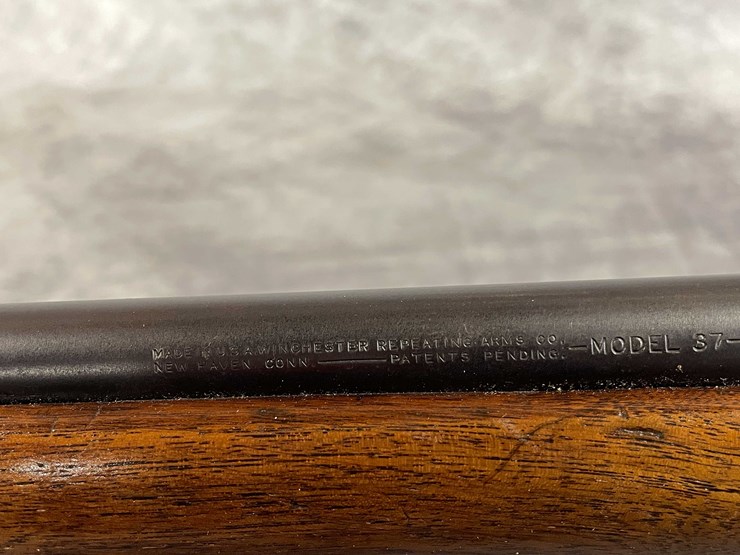 MADE IN U.S.A. WINCHESTER REPEATING ARMS CO. —MODEL 37—
NEW HAVEN CONN. ——— PATENTS PENDING.